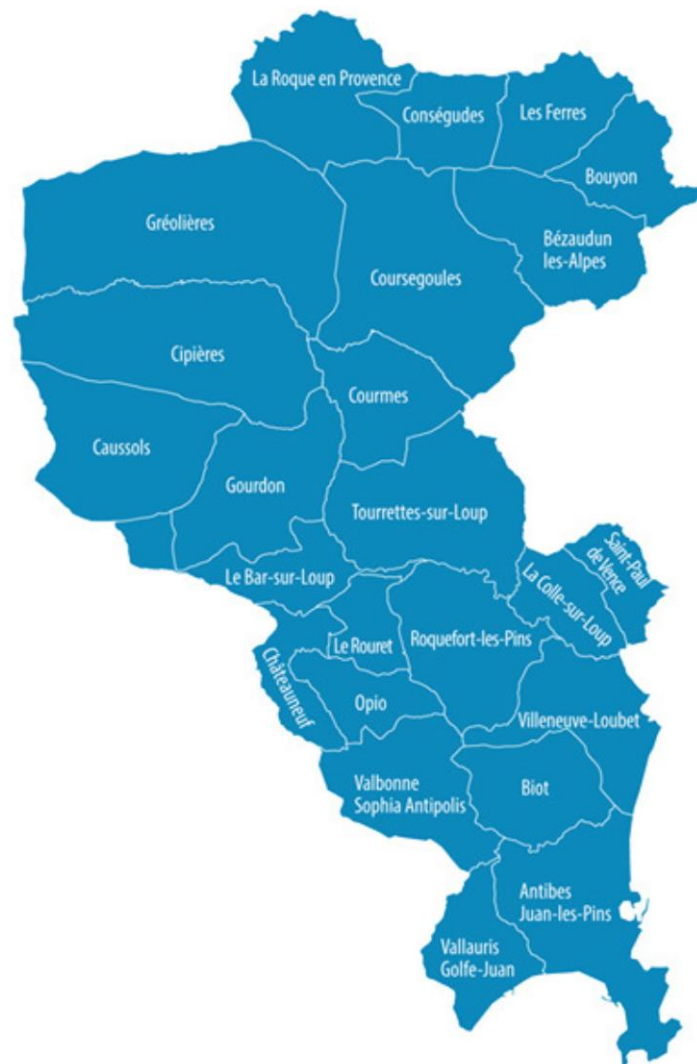 La Roque en Provence
Conségudes
Les Ferres
Bouyon
Gréolières
Bézaudun
les-Alpes
Coursegoules
Cipières
Courmes
Caussols
Gourdon
Tourrettes-sur-Loup
Saint-Paul
de Vence
Le Bar-sur-Loup
La Colle-sur-Loup
Le Rouret
Roquefort-les-Pins
Châteauneuf
Opio
Villeneuve-Loubet
Valbonne
Sophia Antipolis
Biot
Antibes
Juan-les-Pins
Vallauris
Golfe-Juan